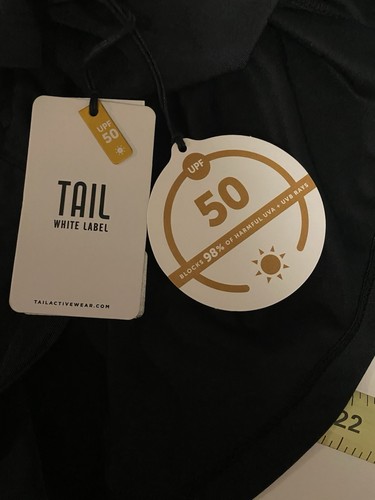 UPF
50
TAIL
WHITE LABEL
TAILACTIVEWEAR.COM
UPF
50
BLOCKS 98% OF HARMFUL UVA + UVB RAYS
22